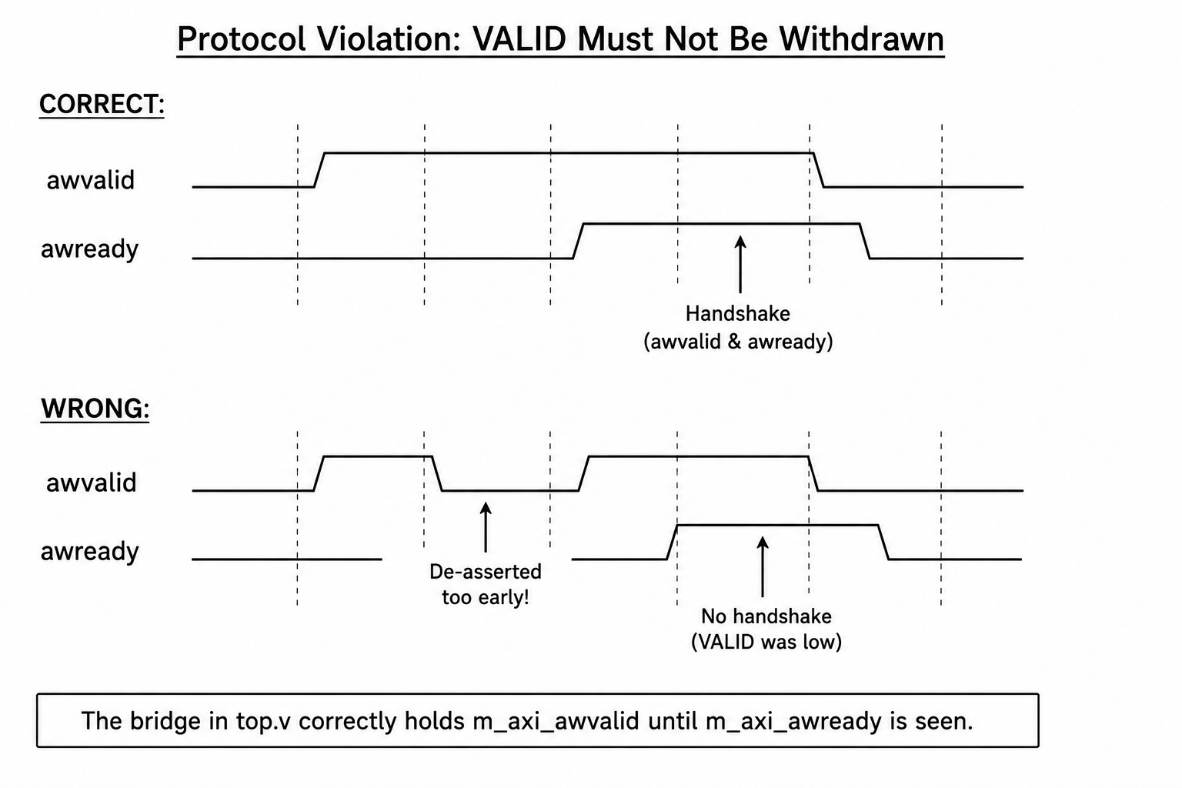 Protocol Violation: VALID Must Not Be Withdrawn
CORRECT:
awvalid
awready
Handshake
(awvalid & awready)
WRONG:
awvalid
awready
De-asserted
too early!
No handshake
(VALID was low)
The bridge in top.v correctly holds m_axi_awvalid until m_axi_awready is seen.